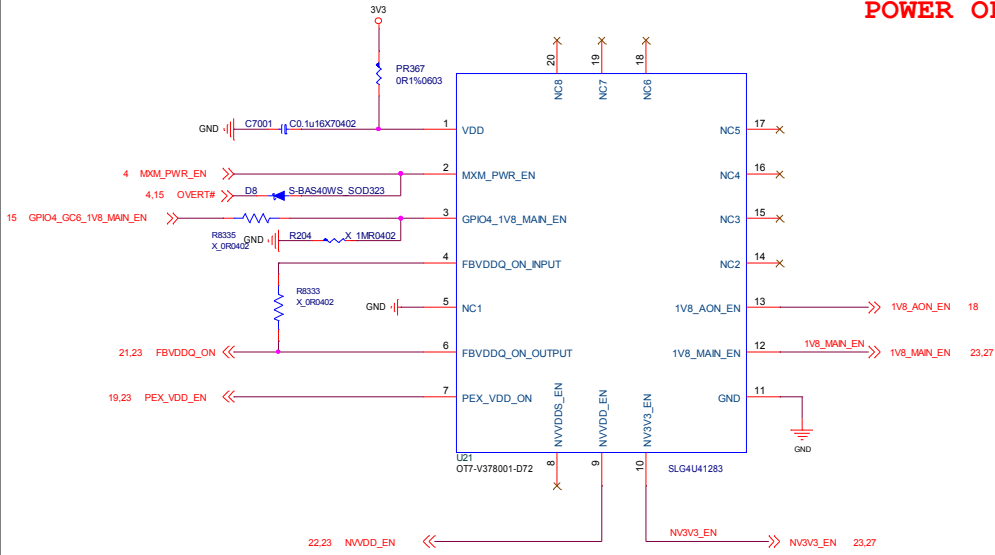 POWER
3V3
PR367
0R1%0603
20
19
18
NC8
NC7
NC6
GND
C7001
C0.1u16X70402
1
VDD
NC5
17
4 MXM_PWR_EN
2
MXM_PWR_EN
NC4
16
4,15 OVERT#
D8
S-BAS40WS_SOD323
15 GPIO4_GC6_1V8_MAIN_EN
3
GPIO4_1V8_MAIN_EN
NC3
15
R8335
X_0R0402
GND
R204
X_1MR0402
4
FBVDDQ_ON_INPUT
NC2
14
R8333
X_0R0402
GND
5
NC1
1V8_AON_EN
13
1V8_AON_EN 18
21,23 FBVDDQ_ON
6
FBVDDQ_ON_OUTPUT
1V8_MAIN_EN
12
1V8_MAIN_EN
1V8_MAIN_EN 23,27
19,23 PEX_VDD_EN
7
PEX_VDD_ON
GND
11
GND
NVVDDS_EN
NVVDD_EN
NV3V3_EN
8
9
10
U21
OT7-V378001-D72
SLG4U41283
22,23 NVVDD_EN
NV3V3_EN
NV3V3_EN 23,27